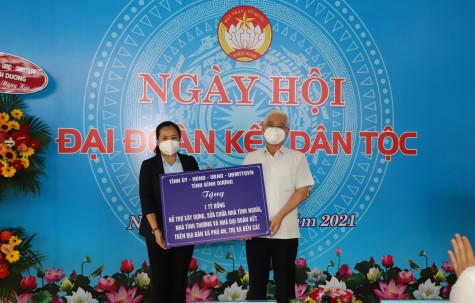 NGÀY HỘI
ĐẠI ĐOÀN KẾT DÂN TỘC
2021
TỈNH ỦY - HĐND - UBND - UBMTTQVN
TỈNH BÌNH DƯƠNG
Tặng
1 TỶ ĐỒNG
HỖ TRỢ XÂY DỰNG, SỬA CHỮA NHÀ TÌNH NGHĨA,
NHÀ TÌNH THƯƠNG VÀ NHÀ ĐẠI ĐOÀN KẾT
TRÊN ĐỊA BÀN XÃ PHÚ AN, THỊ XÃ BẾN CÁT